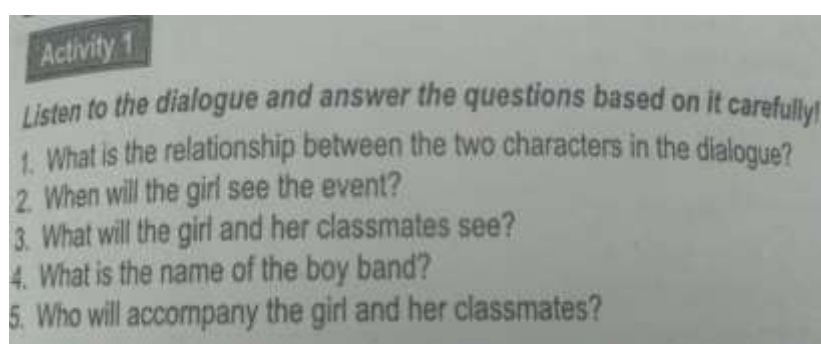 Activity 1
Listen to the dialogue and answer the questions based on it carefully!
1. What is the relationship between the two characters in the dialogue?
2. When will the girl see the event?
3. What will the girl and her classmates see?
4. What is the name of the boy band?
5. Who will accompany the girl and her classmates?